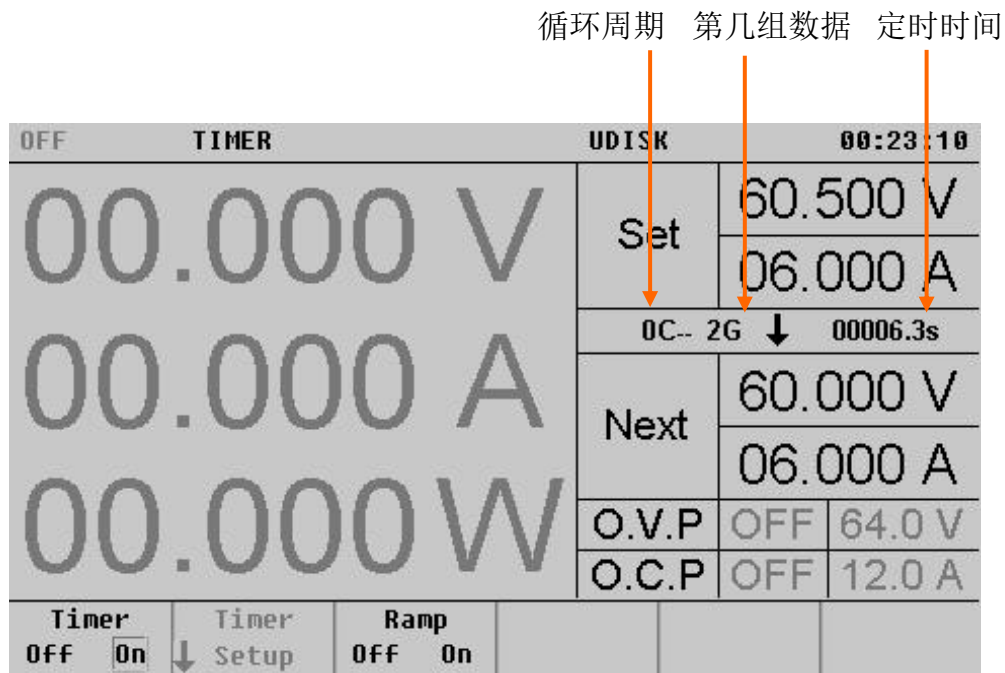 循环周期 第几组数据 定时时间
OFF TIMER UDISK 00:23:10
00.000 V
00.000 A
00.000 W
Set
60.500 V
06.000 A
0C-- 2G ↓ 00006.3s
Next
60.000 V
06.000 A
O.V.P OFF 64.0 V
O.C.P OFF 12.0 A
Timer Timer Ramp
Off On ↓ Setup Off On